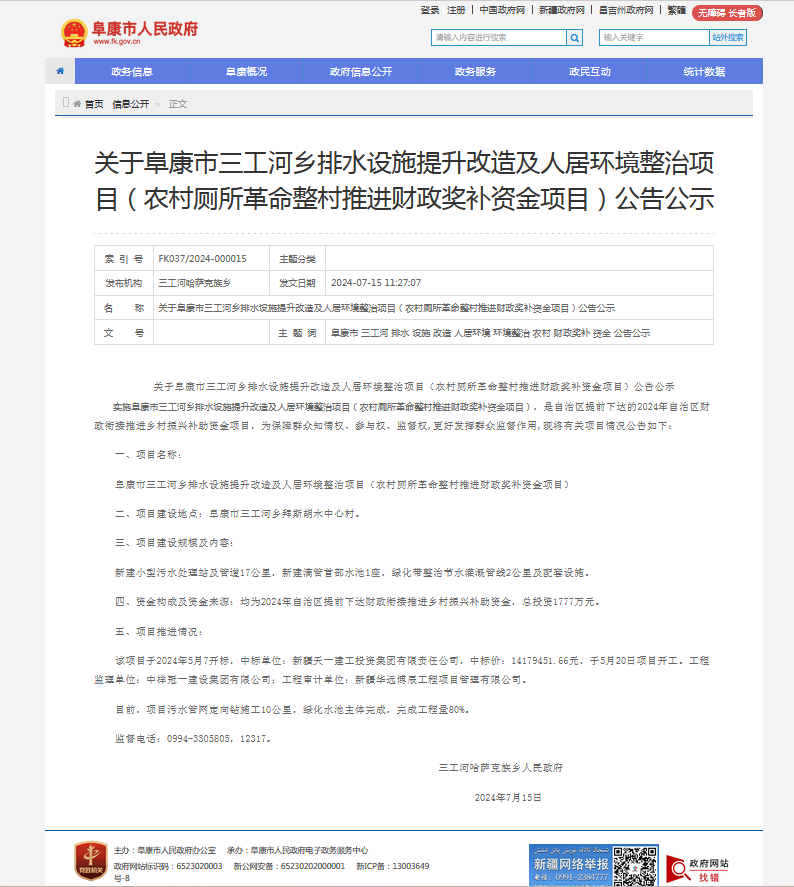 登录 注册 | 中国政府网 | 新疆政府网 | 昌吉州政府网 | 繁疆 无障碍 长者版
阜康市人民政府
www.fk.gov.cn
请输入内容进行搜索 输入关键字 站外搜索
政务信息 阜康概况 政府信息公开 政务服务 政民互动 统计数据
首页 信息公开 » 正文
关于阜康市三工河乡排水设施提升改造及人居环境整治项
目（农村厕所革命整村推进财政奖补资金项目）公告公示
索 引 号 FK037/2024-000015 主题分类
发布机构 三工河哈萨克族乡 发文日期 2024-07-15 11:27:07
名 称 关于阜康市三工河乡排水设施提升改造及人居环境整治项目（农村厕所革命整村推进财政奖补资金项目）公告公示
文 号 主 题 词 阜康市 三工河 排水 设施 改造 人居环境 环境整治 农村 财政奖补 资金 公告公示
关于阜康市三工河乡排水设施提升改造及人居环境整治项目（农村厕所革命整村推进财政奖补资金项目）公告公示
实施阜康市三工河乡排水设施提升改造及人居环境整治项目（农村厕所革命整村推进财政奖补资金项目），是自治区提前下达的2024年自治区财
政衔接推进乡村振兴补助资金项目，为保障群众知情权、参与权、监督权,更好发挥群众监督作用,现将有关项目情况公告如下：
一、项目名称：
阜康市三工河乡排水设施提升改造及人居环境整治项目（农村厕所革命整村推进财政奖补资金项目）
二、项目建设地点：阜康市三工河乡拜斯胡木中心村。
三、项目建设规模及内容：
新建小型污水处理站及管道17公里，新建滴管首部水池1座，绿化带整治节水灌溉管线2公里及配套设施。
四、资金构成及资金来源：均为2024年自治区提前下达财政衔接推进乡村振兴补助资金，总投资1777万元。
五、项目推进情况：
该项目于2024年5月7开标，中标单位：新疆天一建工投资集团有限责任公司，中标价：14179451.66元，于5月20日项目开工。工程
监理单位：中祥冠一建设集团有限公司；工程审计单位：新疆华远博辰工程项目管理有限公司。
目前，项目污水管网定向钻施工10公里，绿化水池主体完成，完成工程量80%。
监督电话：0994-3305805，12317。
三工河哈萨克族乡人民政府
2024年7月15日
主办：阜康市人民政府办公室 承办：阜康市人民政府电子政务服务中心
政府网站标识码：6523020003 新公网安备：65230202000001 新ICP备：13003649
号-8
党政机关
新疆网络举报
电话：0991-2384777
政府网站
找错